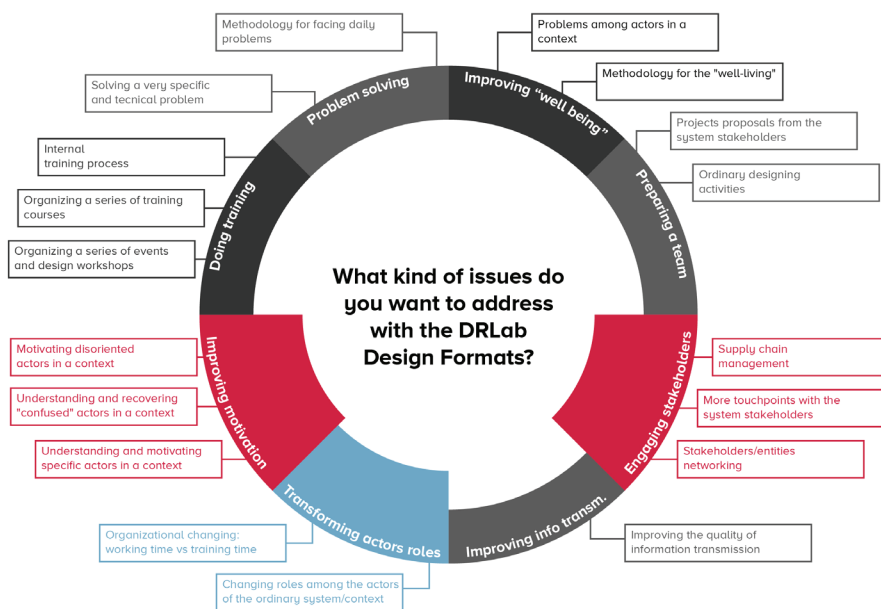 Methodology for facing daily
problems
Problems among actors in a
context
Solving a very specific
and tecnical problem
Problem solving
Improving “well being”
Methodology for the "well-living"
Internal
training process
Projects proposals from the
system stakeholders
Organizing a series of training
courses
Doing training
Preparing a team
Ordinary designing
activities
Organizing a series of events
and design workshops
What kind of issues do
you want to address
with the DRLab
Design Formats?
Motivating disoriented
actors in a context
Improving motivation
Engaging stakeholders
Supply chain
management
Understanding and recovering
"confused" actors in a context
More touchpoints with the
system stakeholders
Understanding and motivating
specific actors in a context
Stakeholders/entities
networking
Transforming actors roles
Improving info transm.
Organizational changing:
working time vs training time
Improving the quality of
information transmission
Changing roles among the actors
of the ordinary system/context